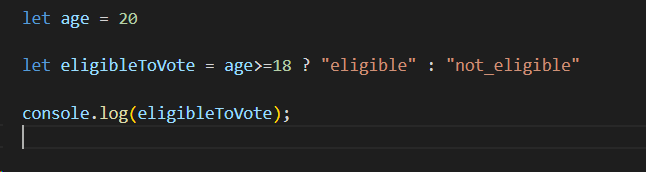 let age = 20
let eligibleToVote = age>=18 ? "eligible" : "not_eligible"
console.log(eligibleToVote);